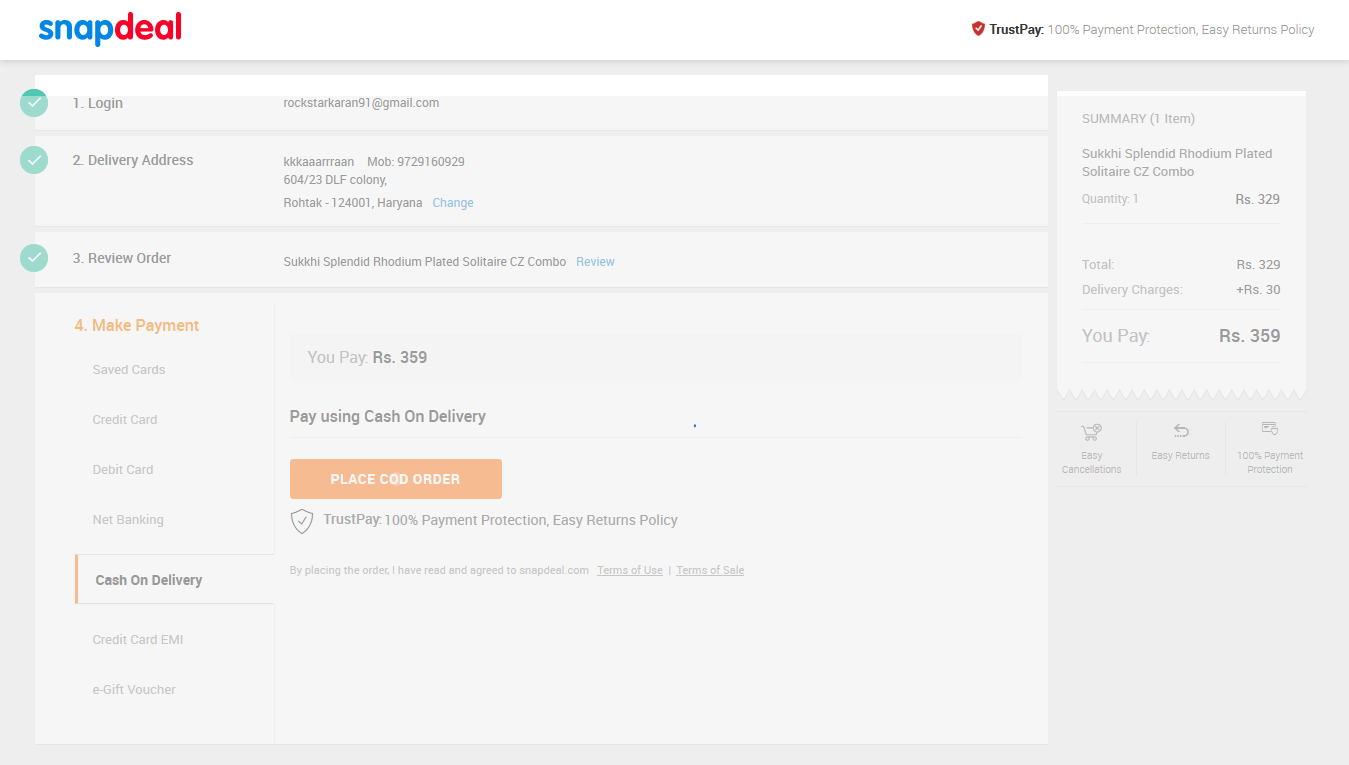 snapdeal
TrustPay: 100% Payment Protection, Easy Returns Policy
1. Login
rockstarkaran91@gmail.com
2. Delivery Address
kkkaaarrraan Mob: 9729160929
604/23 DLF colony,
Rohtak - 124001, Haryana Change
3. Review Order
Sukkhi Splendid Rhodium Plated Solitaire CZ Combo Review
4. Make Payment
Saved Cards
Credit Card
Debit Card
Net Banking
Cash On Delivery
Credit Card EMI
e-Gift Voucher
You Pay: Rs. 359
Pay using Cash On Delivery
PLACE COD ORDER
TrustPay: 100% Payment Protection, Easy Returns Policy
By placing the order, I have read and agreed to snapdeal.com Terms of Use | Terms of Sale
SUMMARY (1 Item)
Sukkhi Splendid Rhodium Plated
Solitaire CZ Combo
Quantity: 1 Rs. 329
Total: Rs. 329
Delivery Charges: +Rs. 30
You Pay: Rs. 359
Easy
Cancellations
Easy Returns
100% Payment
Protection